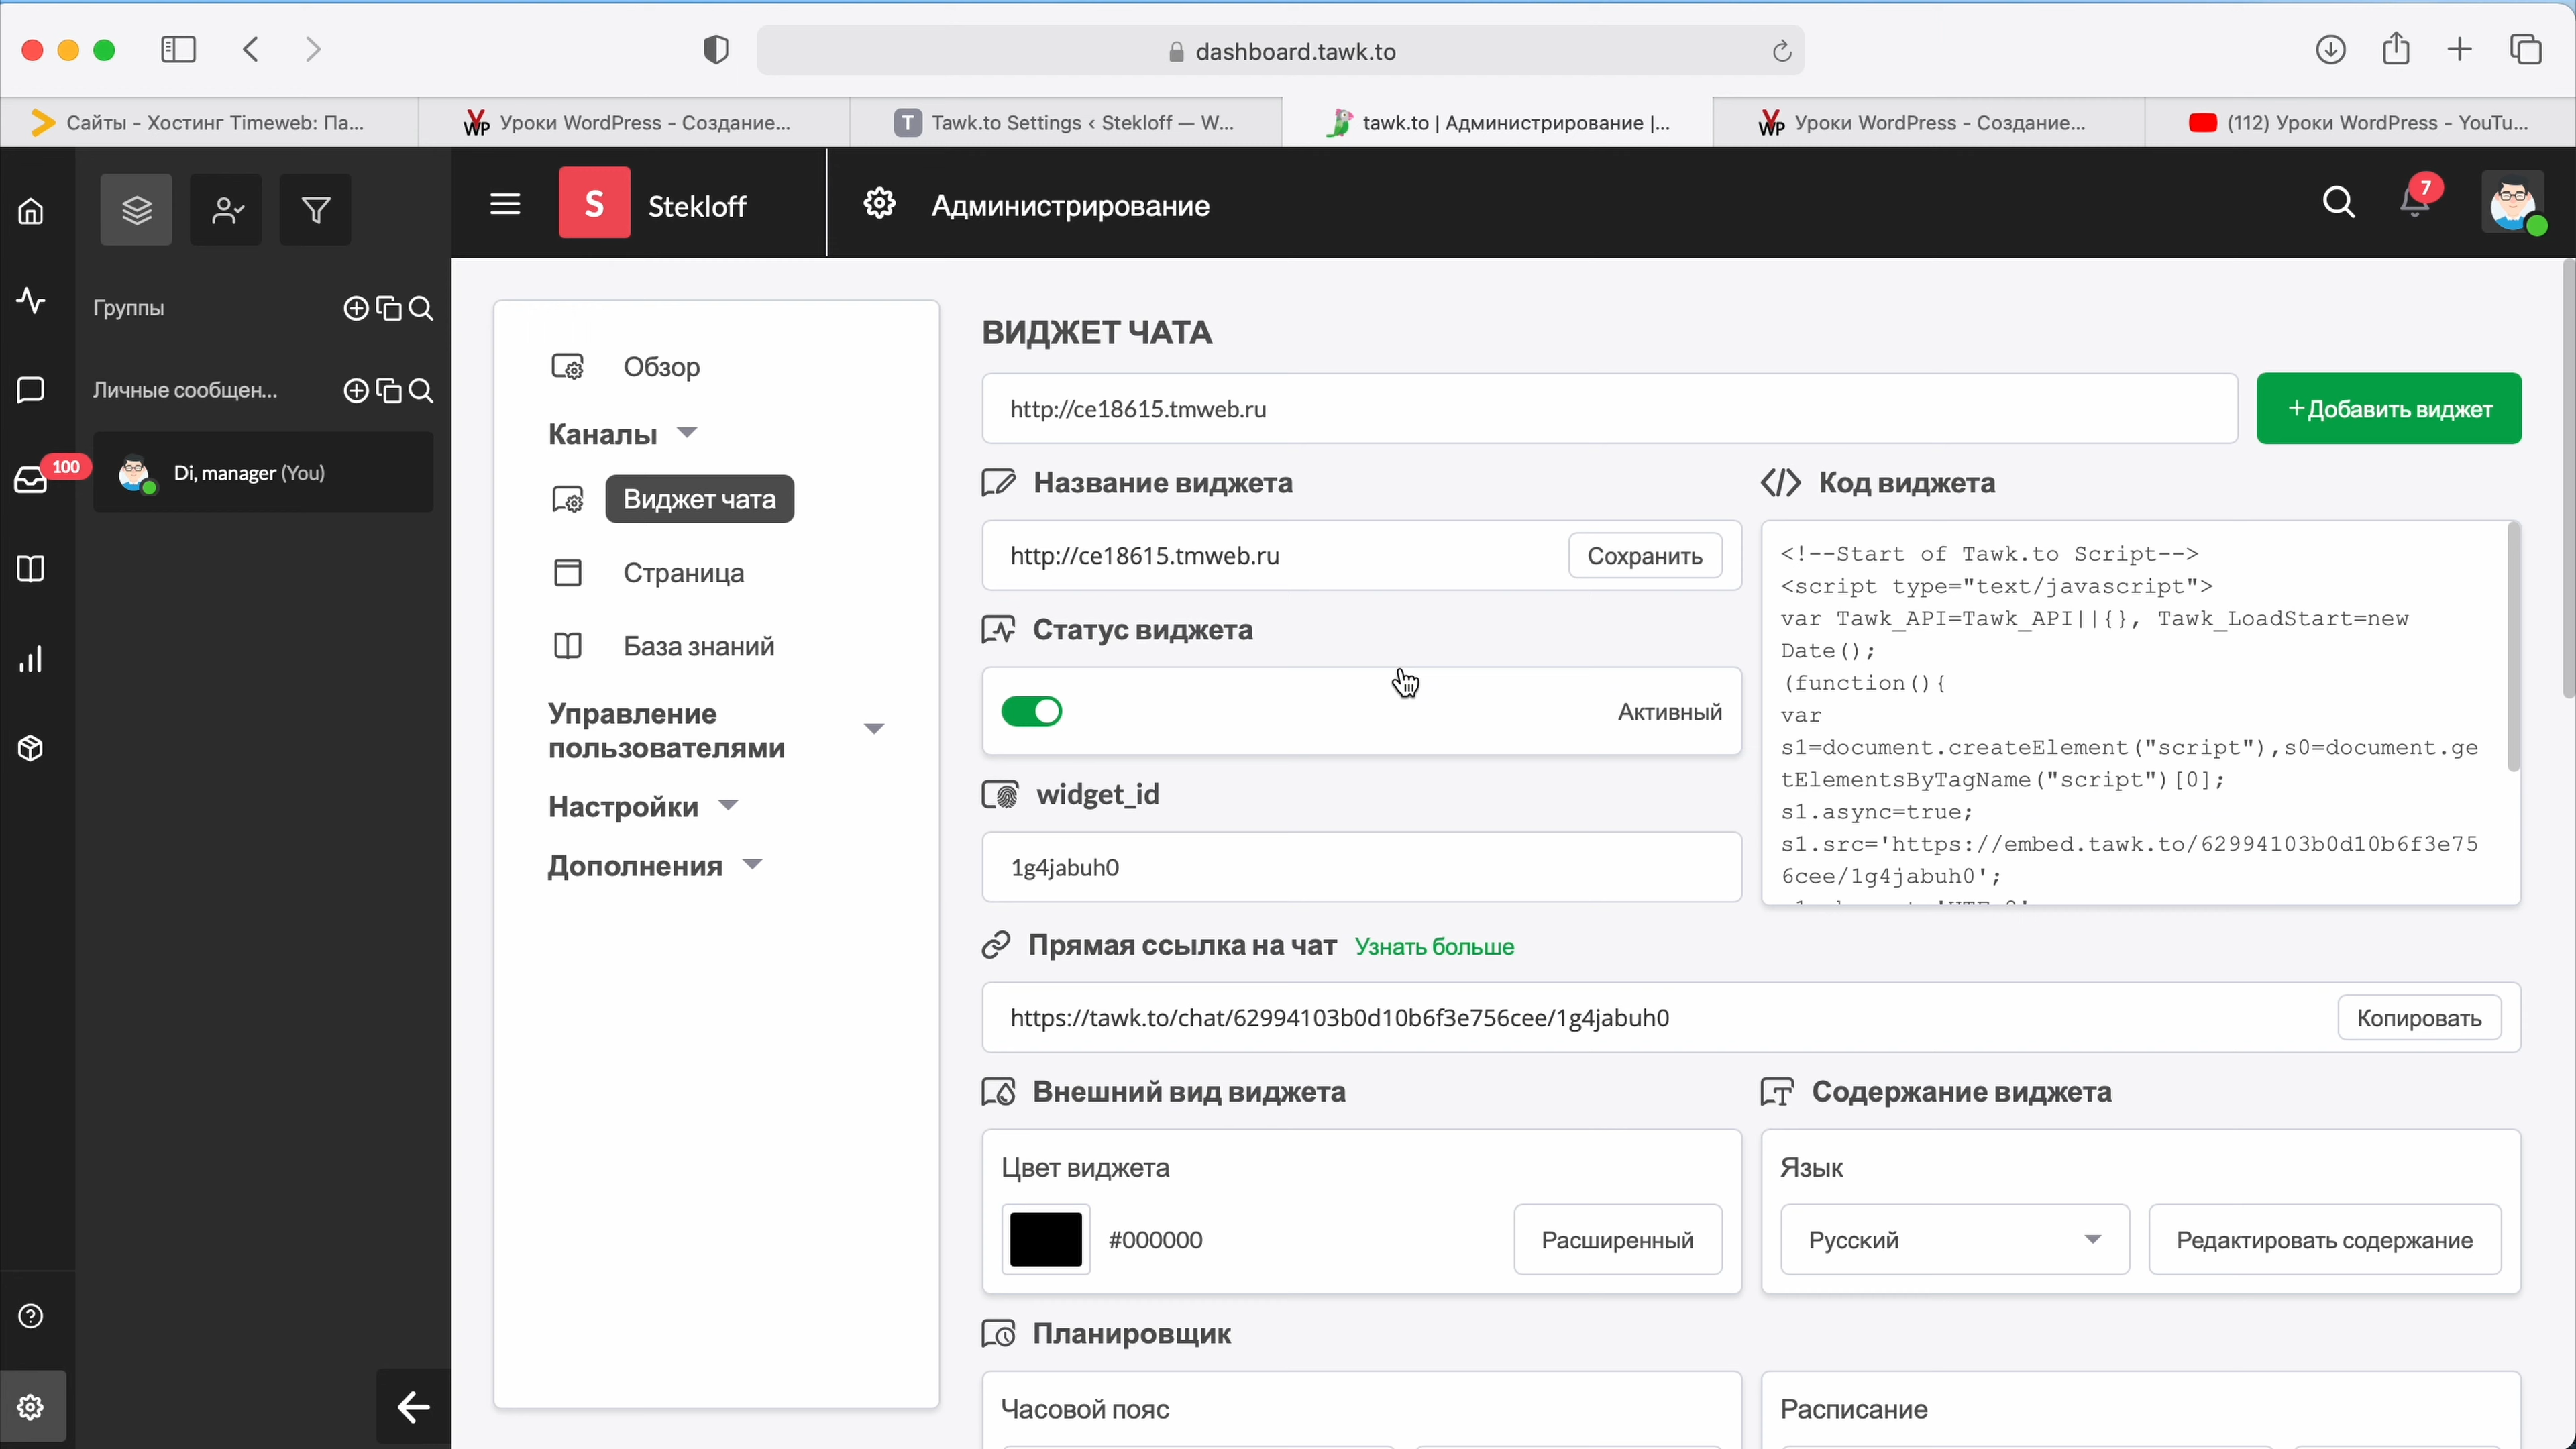 dashboard.tawk.to
Сайты - Хостинг Timeweb: Па...
Уроки WordPress - Создание...
T Tawk.to Settings ‹ Stekloff — W...
tawk.to | Администрирование |...
Уроки WordPress - Создание...
(112) Уроки WordPress - YouTu...
S Stekloff
Администрирование
7
Группы
Личные сообщен...
100
Di, manager (You)
Обзор
Каналы
Виджет чата
Страница
База знаний
Управление
пользователями
Настройки
Дополнения
ВИДЖЕТ ЧАТА
http://ce18615.tmweb.ru
+ Добавить виджет
Название виджета
http://ce18615.tmweb.ru
Сохранить
Статус виджета
Активный
widget_id
1g4jabuh0
Код виджета
<!--Start of Tawk.to Script-->
<script type="text/javascript">
var Tawk_API=Tawk_API||{}, Tawk_LoadStart=new
Date();
(function(){
var
s1=document.createElement("script"),s0=document.ge
tElementsByTagName("script")[0];
s1.async=true;
s1.src='https://embed.tawk.to/62994103b0d10b6f3e75
6cee/1g4jabuh0';
Прямая ссылка на чат Узнать больше
https://tawk.to/chat/62994103b0d10b6f3e756cee/1g4jabuh0
Копировать
Внешний вид виджета
Цвет виджета
#000000
Расширенный
Содержание виджета
Язык
Русский
Редактировать содержание
Планировщик
Часовой пояс
Расписание